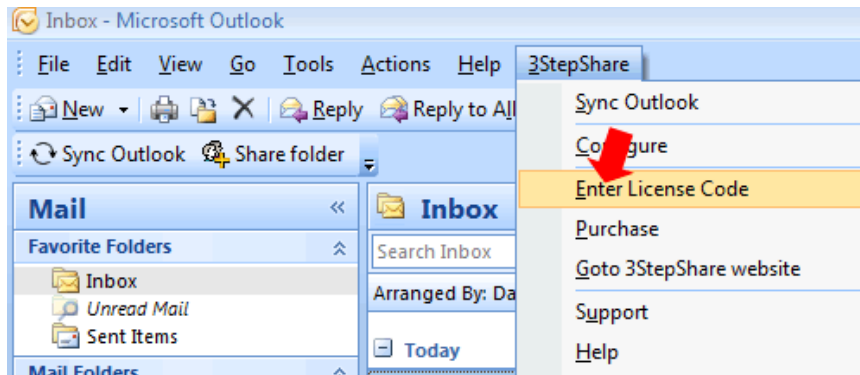 Inbox - Microsoft Outlook
File Edit View Go Tools Actions Help 3StepShare
New Reply Reply to All
Sync Outlook Share folder
Mail «
Favorite Folders
Inbox
Unread Mail
Sent Items
Mail Folders
Inbox
Search Inbox
Arranged By: Da
Today
Sync Outlook
Configure
Enter License Code
Purchase
Goto 3StepShare website
Support
Help